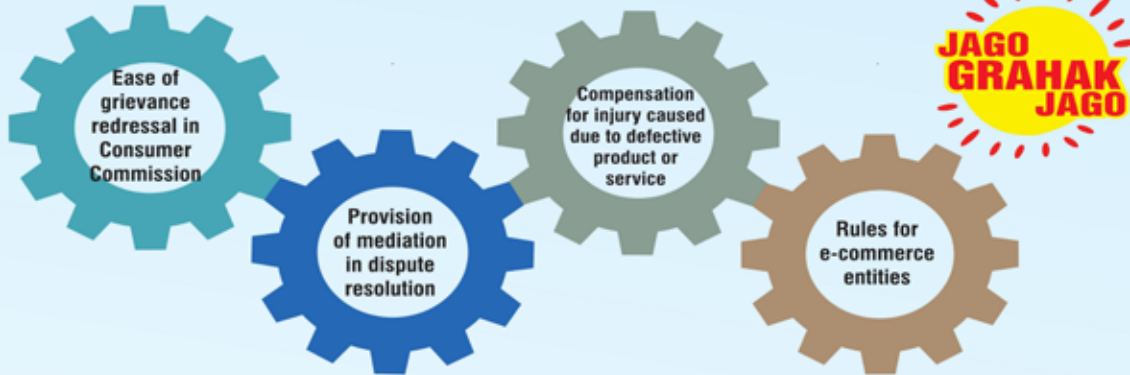 Ease of
grievance
redressal in
Consumer
Commission
Provision
of mediation
in dispute
resolution
Compensation
for injury caused
due to defective
product or
service
Rules for
e-commerce
entities
JAGO
GRAHAK
JAGO